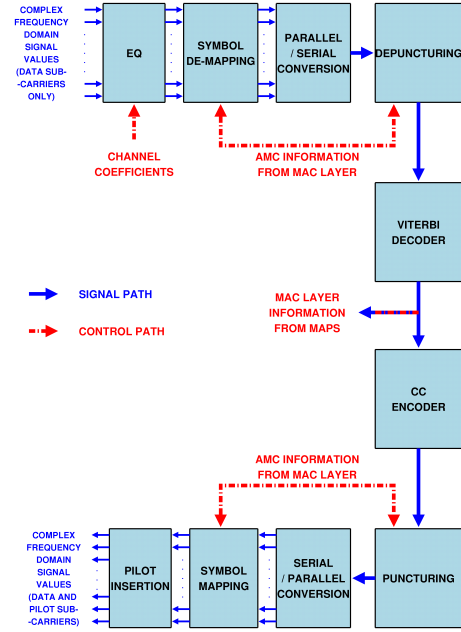 COMPLEX
FREQUENCY
DOMAIN
SIGNAL
VALUES
(DATA SUB-
-CARRIERS
ONLY)
EQ
SYMBOL
DE-MAPPING
PARALLEL
/ SERIAL
CONVERSION
DEPUNCTURING
CHANNEL
COEFFICIENTS
AMC INFORMATION
FROM MAC LAYER
VITERBI
DECODER
SIGNAL PATH
CONTROL PATH
MAC LAYER
INFORMATION
FROM MAPS
CC
ENCODER
AMC INFORMATION
FROM MAC LAYER
COMPLEX
FREQUENCY
DOMAIN
SIGNAL
VALUES
(DATA AND
PILOT SUB-
-CARRIERS)
PILOT
INSERTION
SYMBOL
MAPPING
SERIAL
/ PARALLEL
CONVERSION
PUNCTURING